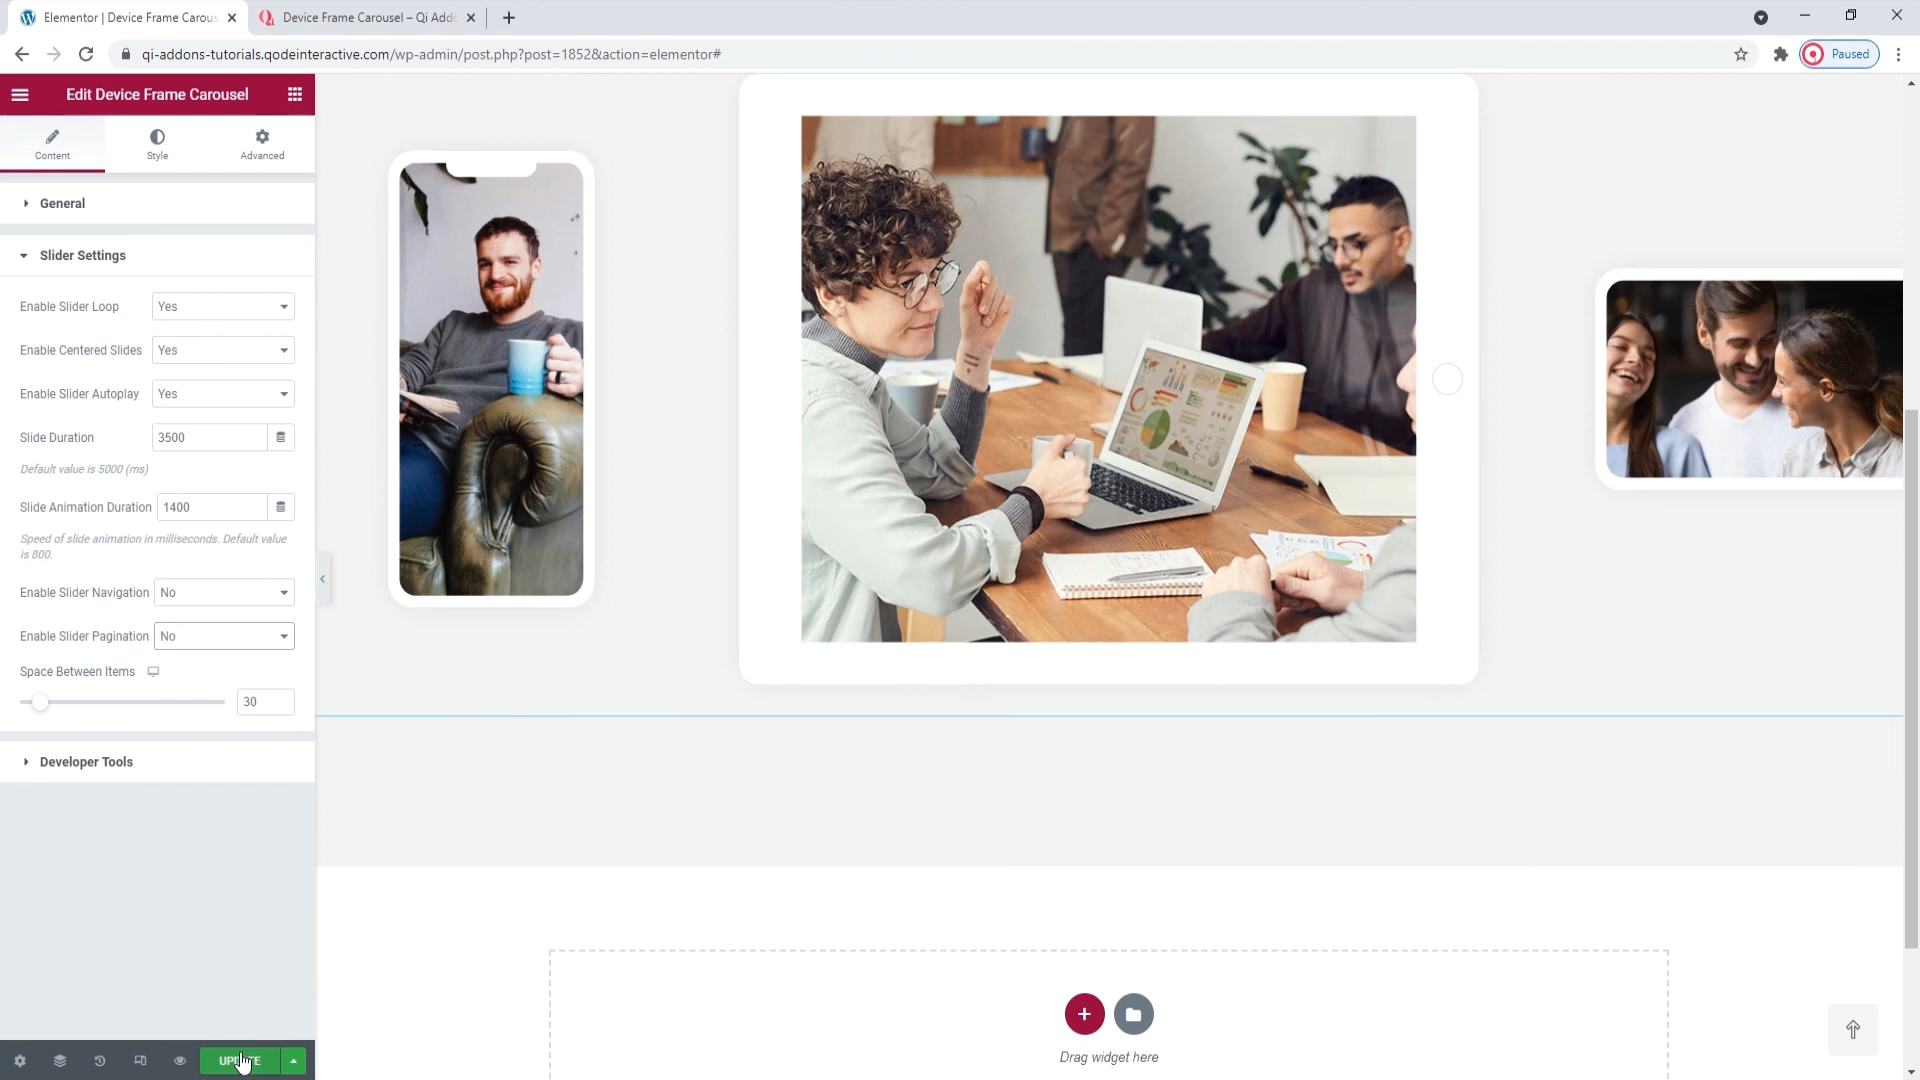 Elementor | Device Frame Carous
Device Frame Carousel – Qi Addo
qi-addons-tutorials.qodeinteractive.com/wp-admin/post.php?post=1852&action=elementor#
Paused
Edit Device Frame Carousel
Content
Style
Advanced
General
Slider Settings
Enable Slider Loop
Yes
Enable Centered Slides
Yes
Enable Slider Autoplay
Yes
Slide Duration
3500
Default value is 5000 (ms)
Slide Animation Duration
1400
Speed of slide animation in milliseconds. Default value
is 800.
Enable Slider Navigation
No
Enable Slider Pagination
No
Space Between Items
30
Developer Tools
UPDATE
Drag widget here